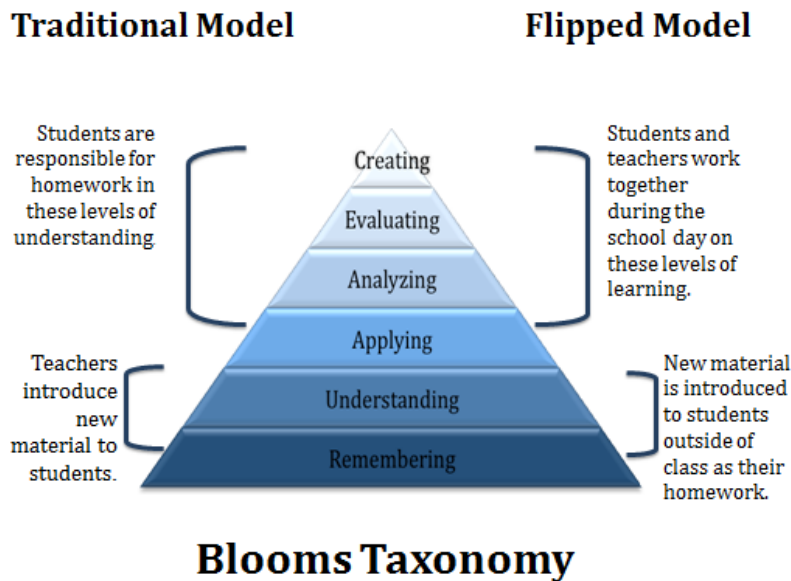 Traditional Model
Flipped Model
Students are
responsible for
homework in
these levels of
understanding
Students and
teachers work
together
during the
school day on
these levels of
learning.
Creating
Evaluating
Analyzing
Applying
Understanding
Remembering
Teachers
introduce
new
material to
students.
New material
is introduced
to students
outside of
class as their
homework.
Blooms Taxonomy